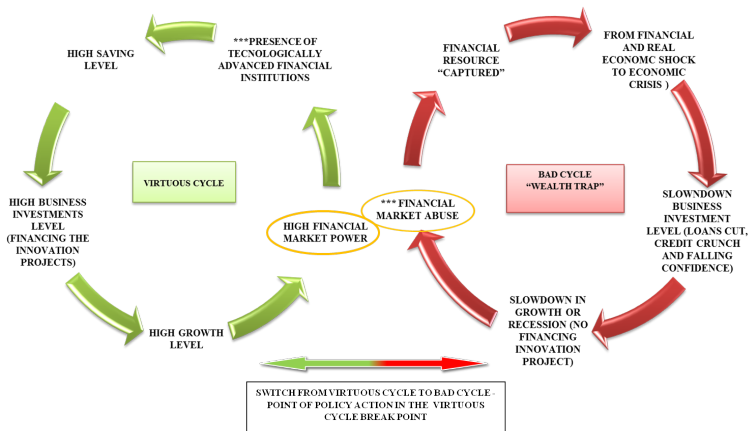 ***PRESENCE OF
TECNOLOGICALLY
ADVANCED FINANCIAL
INSTITUTIONS
HIGH SAVING
LEVEL
HIGH BUSINESS
INVESTMENTS
LEVEL
(FINANCING THE
INNOVATION
PROJECTS)
HIGH GROWTH
LEVEL
VIRTUOUS CYCLE
HIGH FINANCIAL
MARKET POWER
*** FINANCIAL
MARKET ABUSE
FINANCIAL
RESOURCE
“CAPTURED”
FROM FINANCIAL
AND REAL
ECONOMC SHOCK
TO ECONOMIC
CRISIS )
BAD CYCLE
“WEALTH TRAP”
SLOWNDOWN
BUSINESS
INVESTMENT
LEVEL (LOANS CUT,
CREDIT CRUNCH
AND FALLING
CONFIDENCE)
SLOWDOWN IN
GROWTH OR
RECESSION (NO
FINANCING
INNOVATION
PROJECT)
SWITCH FROM VIRTUOUS CYCLE TO BAD CYCLE -
POINT OF POLICY ACTION IN THE VIRTUOUS
CYCLE BREAK POINT